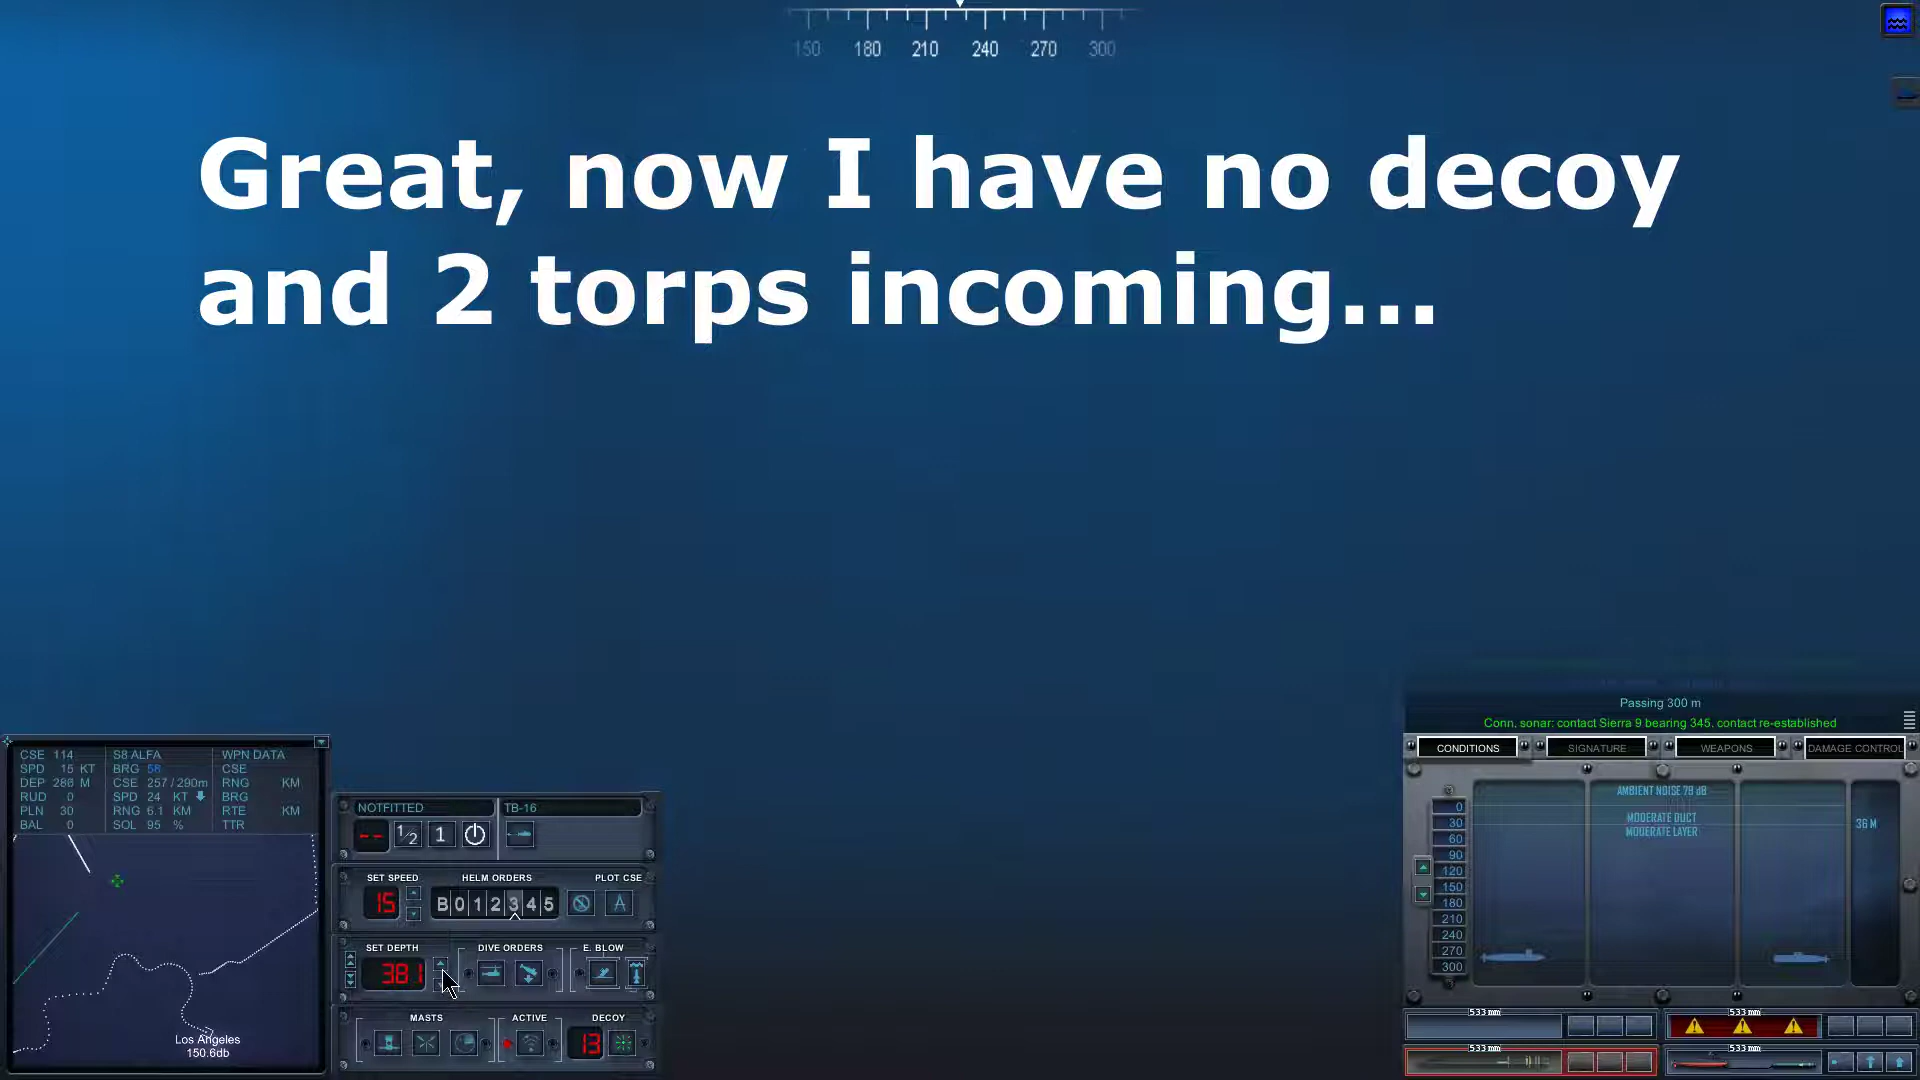 150 180 210 240 270 300
Great, now I have no decoy
and 2 torps incoming...
Passing 300 m
Conn, sonar: contact Sierra 9 bearing 345, contact re-established
CONDITIONS SIGNATURE WEAPONS DAMAGE CONTROL
CSE 114 S8 ALFA WPN DATA
SPD 15 KT BRG 58 CSE
DEP 286 M CSE 257 / 290m RNG KM
RUD 0 SPD 24 KT BRG
PLN 30 RNG 6.1 KM RTE KM
BAL 0 SOL 95 % TTR
Los Angeles
150.6db
NOTFITTED TB-16
-- 1/2 1
SET SPEED HELM ORDERS PLOT CSE
15 B 0 1 2 3 4 5
SET DEPTH DIVE ORDERS E. BLOW
381
MASTS ACTIVE DECOY
13
AMBIENT NOISE 78 dB
MODERATE DUCT
MODERATE LAYER
36 M
0
30
60
90
120
150
180
210
240
270
300
533 mm 533 mm
533 mm 533 mm